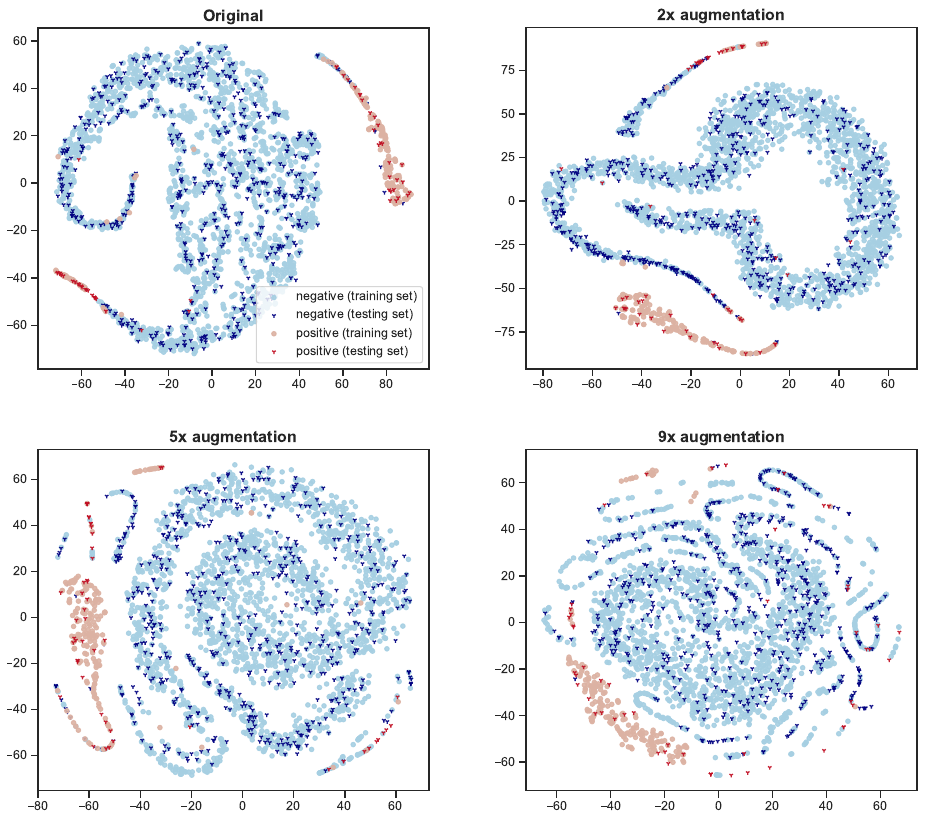 Original
60
40
20
0
−20
−40
−60
−60 −40 −20 0 20 40 60 80
negative (training set)
negative (testing set)
positive (training set)
positive (testing set)
2x augmentation
75
50
25
0
−25
−50
−75
−80 −60 −40 −20 0 20 40 60
5x augmentation
60
40
20
0
−20
−40
−60
−80 −60 −40 −20 0 20 40 60
9x augmentation
60
40
20
0
−20
−40
−60
−60 −40 −20 0 20 40 60